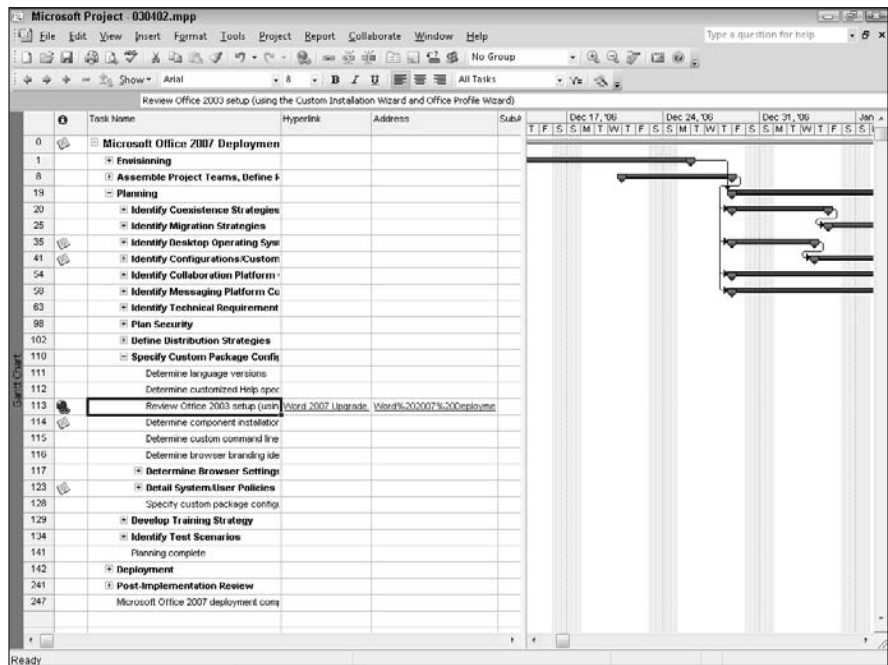 Microsoft Project - 030402.mpp
File Edit View Insert Format Tools Project Report Collaborate Window Help
Type a question for help
No Group
Show Arial 8 B I U All Tasks
Review Office 2003 setup (using the Custom Installation Wizard and Office Profile Wizard)
Task Name Hyperlink Address SubA
Dec 17, '06 Dec 24, '06 Dec 31, '06 Jan
T F S S M T W T F S S M T W T F S S M T W T F S S
0 Microsoft Office 2007 Deploymen
1 Envisioning
8 Assemble Project Teams, Define
19 Planning
20 Identify Coexistence Strategies
25 Identify Migration Strategies
35 Identify Desktop Operating Sys
41 Identify Configurations/Custom
54 Identify Collaboration Platform
58 Identify Messaging Platform Co
63 Identify Technical Requirement
98 Plan Security
102 Define Distribution Strategies
110 Specify Custom Package Config
111 Determine language versions
112 Determine customized Help spec
113 Review Office 2003 setup (usin Word 2007 Upgrade Word%202007%20Deployme
114 Determine component installation
115 Determine custom command line
116 Determine browser branding ide
117 Determine Browser Settings
123 Detail System/User Policies
128 Specify custom package config
129 Develop Training Strategy
134 Identify Test Scenarios
141 Planning complete
142 Deployment
241 Post-Implementation Review
247 Microsoft Office 2007 deployment comp
Gantt Chart
Ready